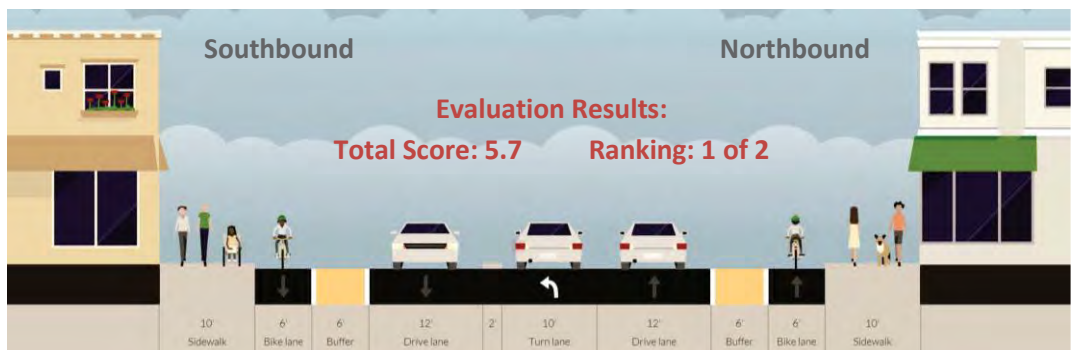 Southbound Northbound
Evaluation Results:
Total Score: 5.7 Ranking: 1 of 2
10' 6' 6' 12' 2' 10' 12' 6' 6' 10'
Sidewalk Bike lane Buffer Drive lane Turn lane Drive lane Buffer Bike lane Sidewalk